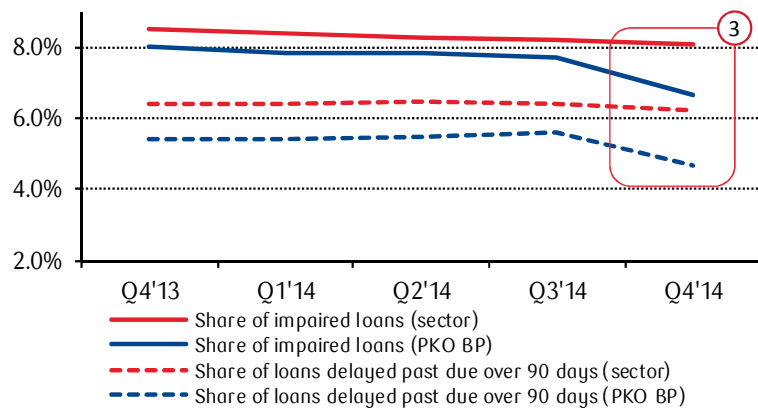 3
8.0%
6.0%
4.0%
2.0%
Q4'13 Q1'14 Q2'14 Q3'14 Q4'14
Share of impaired loans (sector)
Share of impaired loans (PKO BP)
Share of loans delayed past due over 90 days (sector)
Share of loans delayed past due over 90 days (PKO BP)